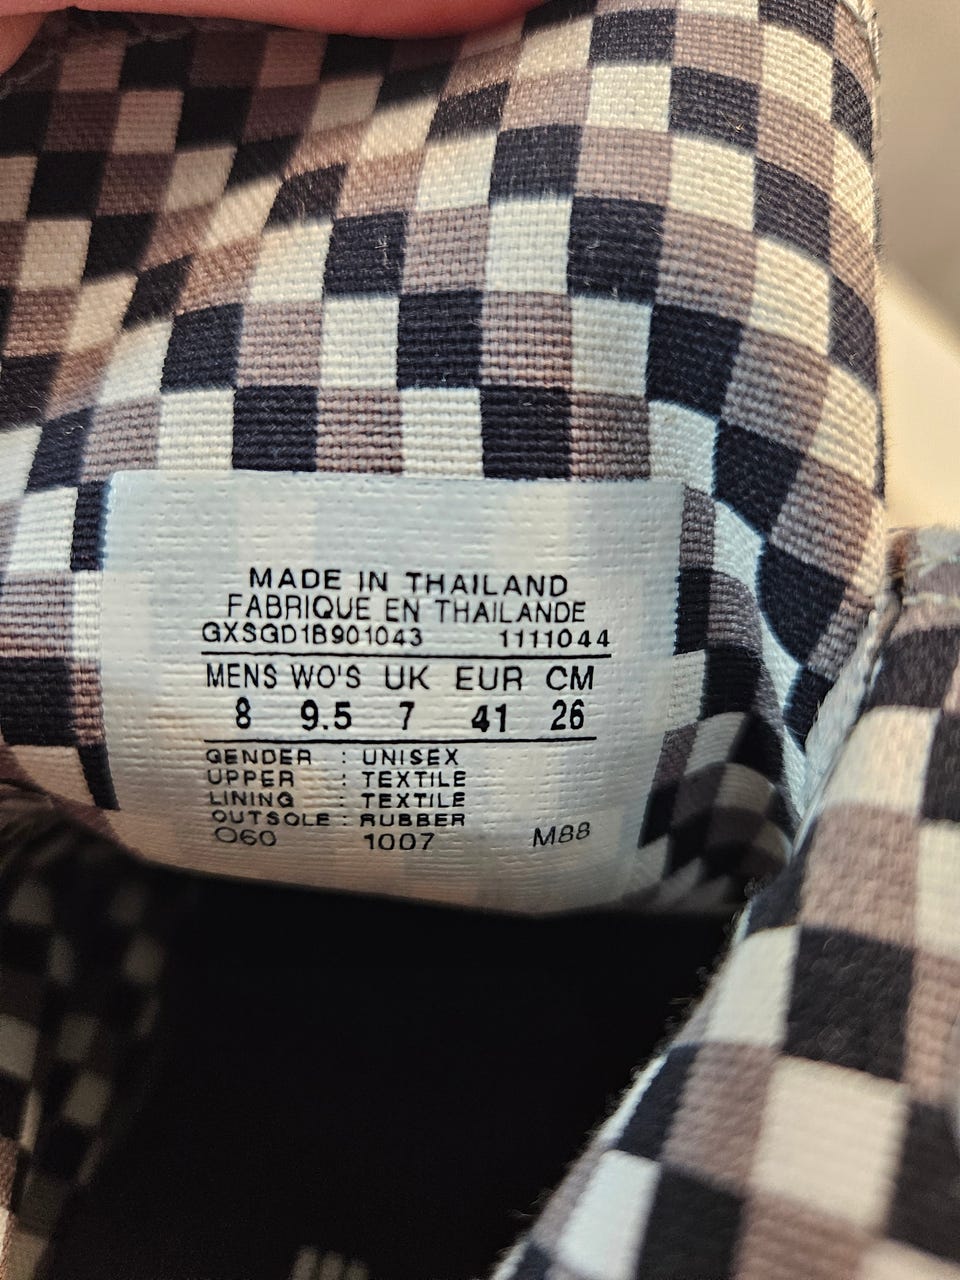 MADE IN THAILAND
FABRIQUE EN THAILANDE
GXSGD1B901043 1111044
MENS WO'S UK EUR CM
8 9.5 7 41 26
GENDER : UNISEX
UPPER : TEXTILE
LINING : TEXTILE
OUTSOLE : RUBBER
O60 1007 M88